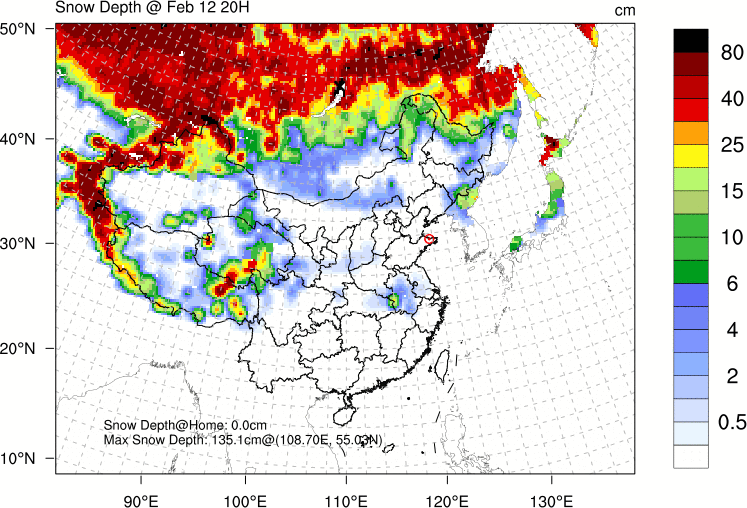 Snow Depth @ Feb 12 20H
cm
50°N
40°N
30°N
20°N
10°N
80
40
25
15
10
6
4
2
0.5
Snow Depth@Home: 0.0cm
Max Snow Depth: 135.1cm@(108.70E, 55.03N)
90°E
100°E
110°E
120°E
130°E